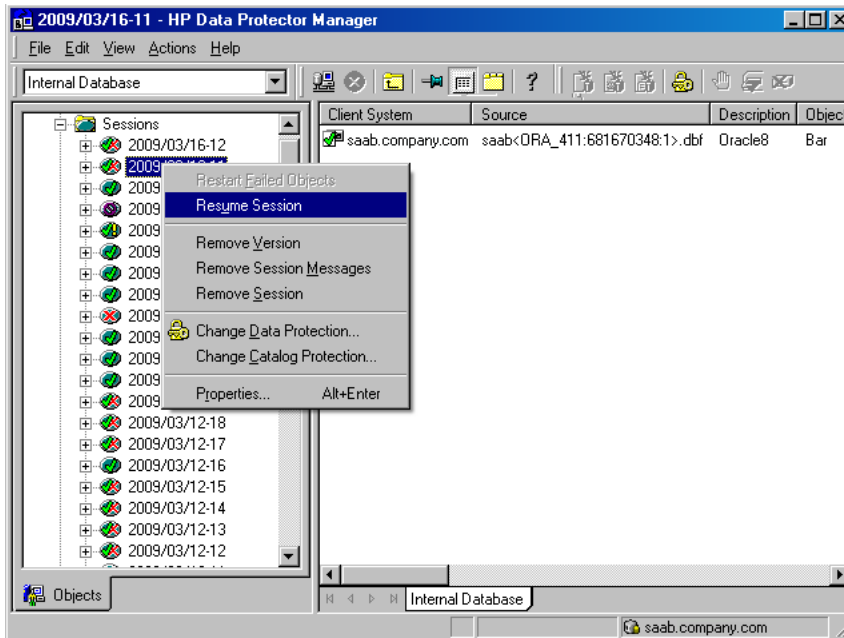 2009/03/16-11 - HP Data Protector Manager
File Edit View Actions Help
Internal Database
Sessions
2009/03/16-12
2009
2009
2009
2009
2009
2009
2009
2009
2009
2009
2009
2009
2009/03/12-18
2009/03/12-17
2009/03/12-16
2009/03/12-15
2009/03/12-14
2009/03/12-13
2009/03/12-12
Restart Failed Objects
Resume Session
Remove Version
Remove Session Messages
Remove Session
Change Data Protection...
Change Catalog Protection...
Properties... Alt+Enter
Client System Source Description Objec
saab.company.com saab<ORA_411:681670348:1>.dbf Oracle8 Bar
Objects
Internal Database
saab.company.com